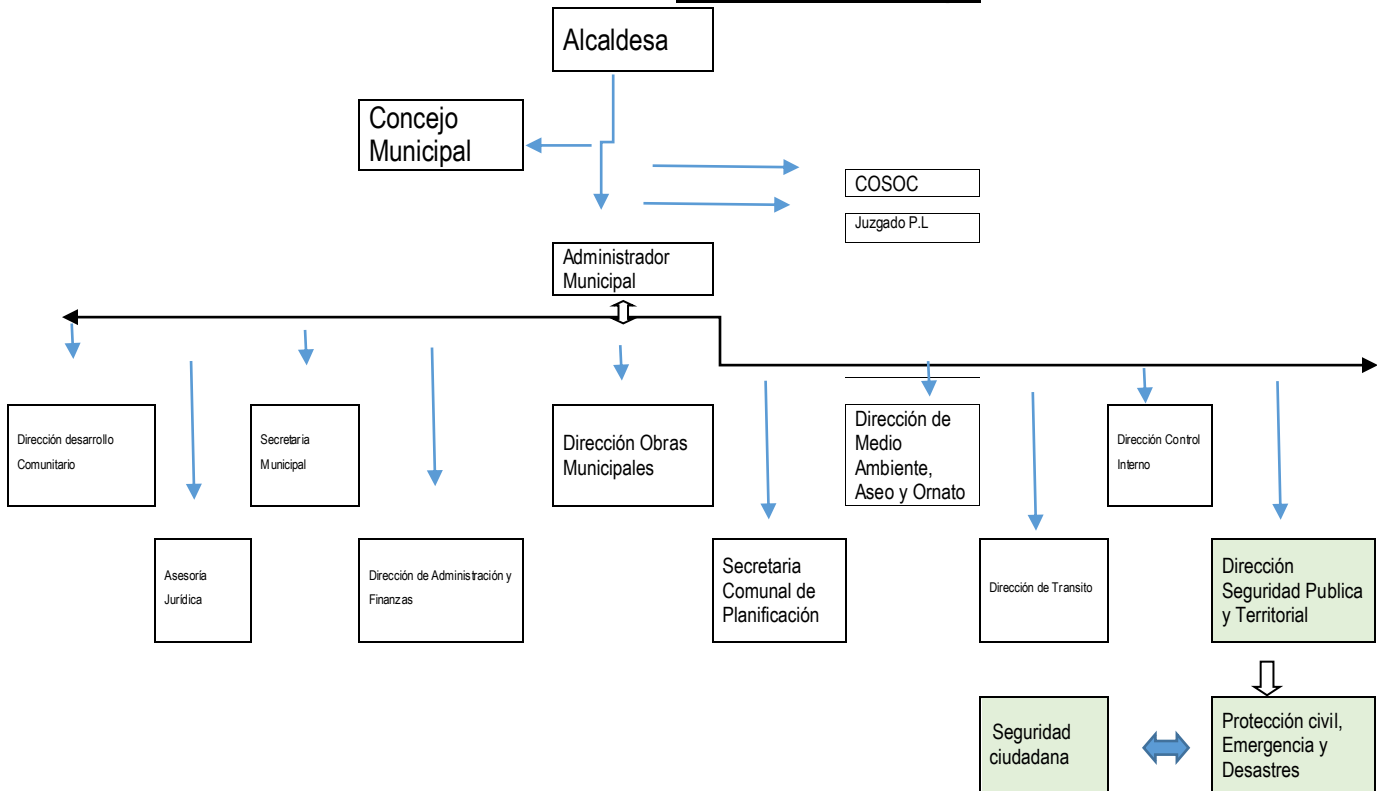 Alcaldesa
Concejo
Municipal
COSOC
Juzgado P.L
Administrador
Municipal
Dirección desarrollo
Comunitario
Secretaria
Municipal
Dirección Obras
Municipales
Dirección de
Medio
Ambiente,
Aseo y Ornato
Dirección Control
Interno
Asesoría
Jurídica
Dirección de Administración y
Finanzas
Secretaria
Comunal de
Planificación
Dirección de Transito
Dirección
Seguridad Publica
y Territorial
Seguridad
ciudadana
Protección civil,
Emergencia y
Desastres